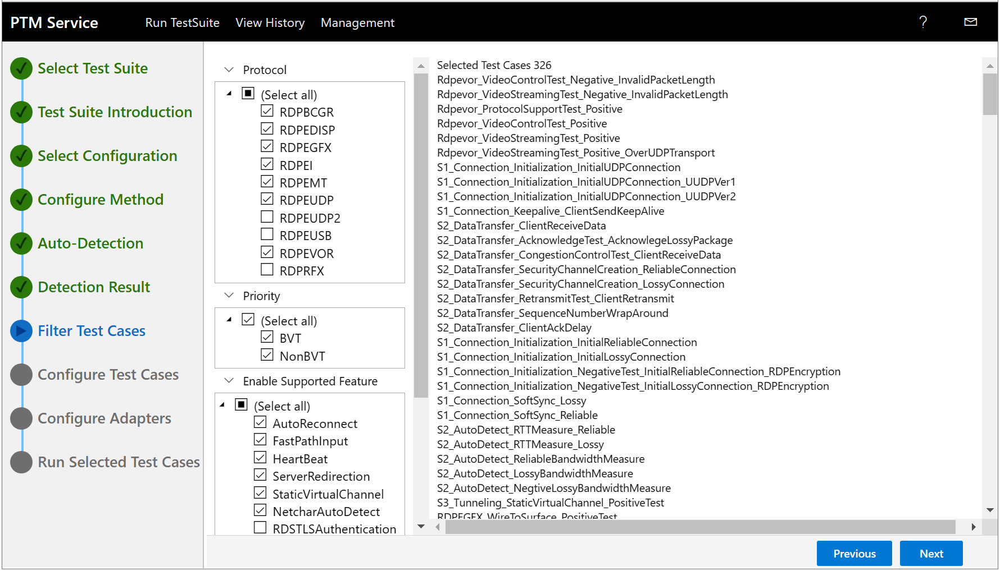 PTM Service
Run TestSuite
View History
Management
?
Select Test Suite
Test Suite Introduction
Select Configuration
Configure Method
Auto-Detection
Detection Result
Filter Test Cases
Configure Test Cases
Configure Adapters
Run Selected Test Cases
Protocol
(Select all)
RDPBCGR
RDPEDISP
RDPEGFX
RDPEI
RDPEMT
RDPEUDP
RDPEUDP2
RDPEUSB
RDPEVOR
RDPRFX
Priority
(Select all)
BVT
NonBVT
Enable Supported Feature
(Select all)
AutoReconnect
FastPathInput
HeartBeat
ServerRedirection
StaticVirtualChannel
NetcharAutoDetect
RDSTLSAuthentication
Selected Test Cases 326
Rdpevor_VideoControlTest_Negative_InvalidPacketLength
Rdpevor_VideoStreamingTest_Negative_InvalidPacketLength
Rdpevor_ProtocolSupportTest_Positive
Rdpevor_VideoControlTest_Positive
Rdpevor_VideoStreamingTest_Positive
Rdpevor_VideoStreamingTest_Positive_OverUDPTransport
S1_Connection_Initialization_InitialUDPConnection
S1_Connection_Initialization_InitialUDPConnection_UUDPVer1
S1_Connection_Initialization_InitialUDPConnection_UUDPVer2
S1_Connection_Keepalive_ClientSendKeepAlive
S2_DataTransfer_ClientReceiveData
S2_DataTransfer_AcknowledgeTest_AcknowlegeLossyPackage
S2_DataTransfer_CongestionControlTest_ClientReceiveData
S2_DataTransfer_SecurityChannelCreation_ReliableConnection
S2_DataTransfer_SecurityChannelCreation_LossyConnection
S2_DataTransfer_RetransmitTest_ClientRetransmit
S2_DataTransfer_SequenceNumberWrapAround
S2_DataTransfer_ClientAckDelay
S1_Connection_Initialization_InitialReliableConnection
S1_Connection_Initialization_InitialLossyConnection
S1_Connection_Initialization_NegativeTest_InitialReliableConnection_RDPEncryption
S1_Connection_Initialization_NegativeTest_InitialLossyConnection_RDPEncryption
S1_Connection_SoftSync_Lossy
S1_Connection_SoftSync_Reliable
S2_AutoDetect_RTTMeasure_Reliable
S2_AutoDetect_RTTMeasure_Lossy
S2_AutoDetect_ReliableBandwidthMeasure
S2_AutoDetect_LossyBandwidthMeasure
S2_AutoDetect_NegtiveLossyBandwidthMeasure
S3_Tunneling_StaticVirtualChannel_PositiveTest
RDPEGFX_WireToSurface_PositiveTest
Previous
Next